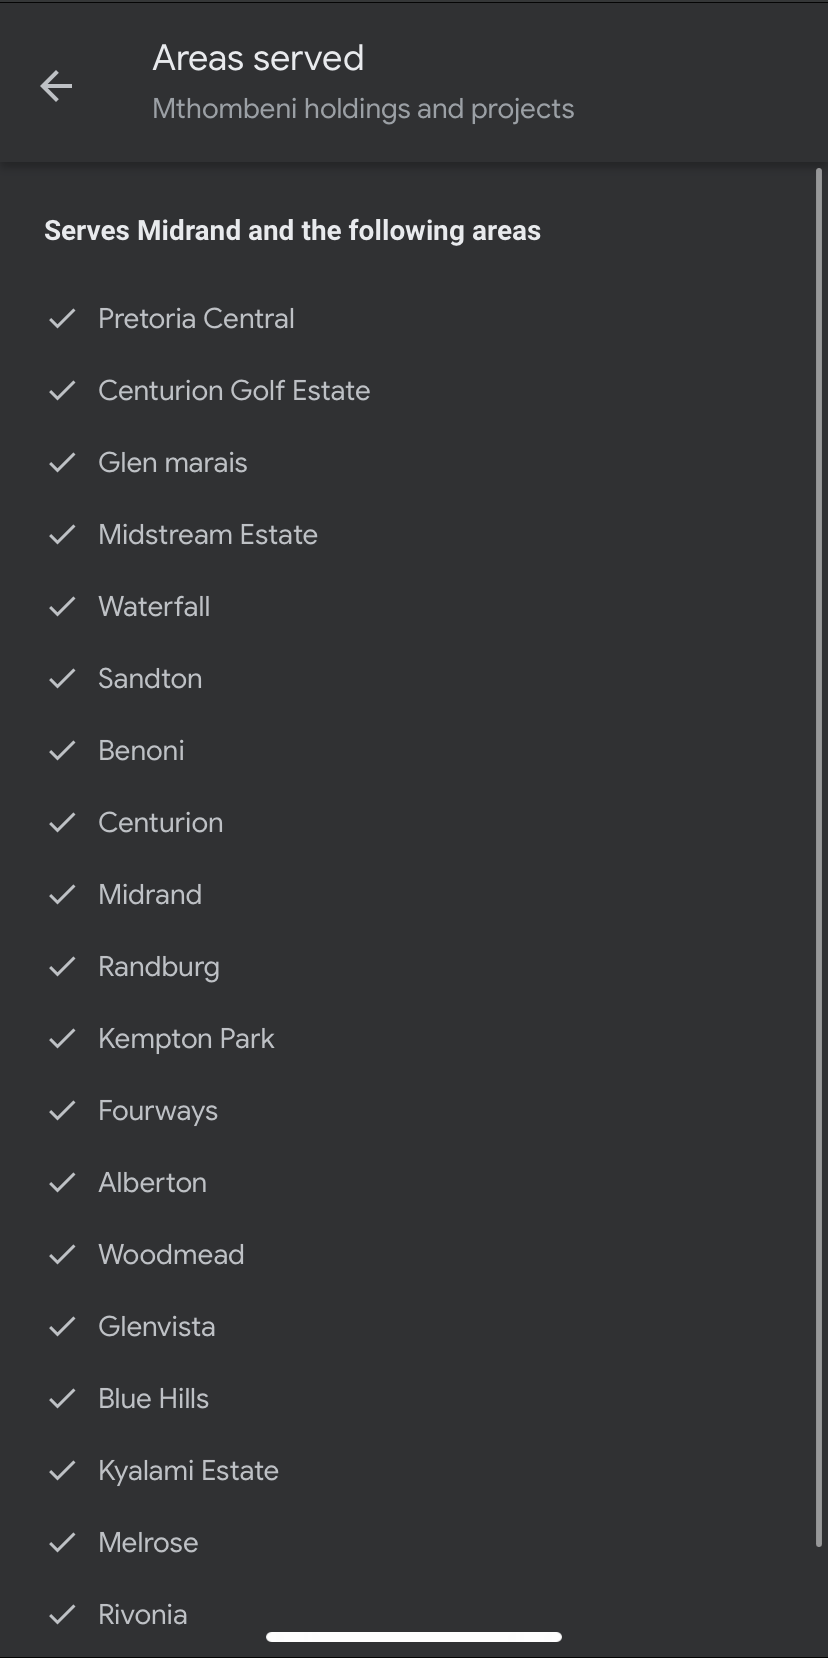 Areas served
Mthombeni holdings and projects
Serves Midrand and the following areas
Pretoria Central
Centurion Golf Estate
Glen marais
Midstream Estate
Waterfall
Sandton
Benoni
Centurion
Midrand
Randburg
Kempton Park
Fourways
Alberton
Woodmead
Glenvista
Blue Hills
Kyalami Estate
Melrose
Rivonia